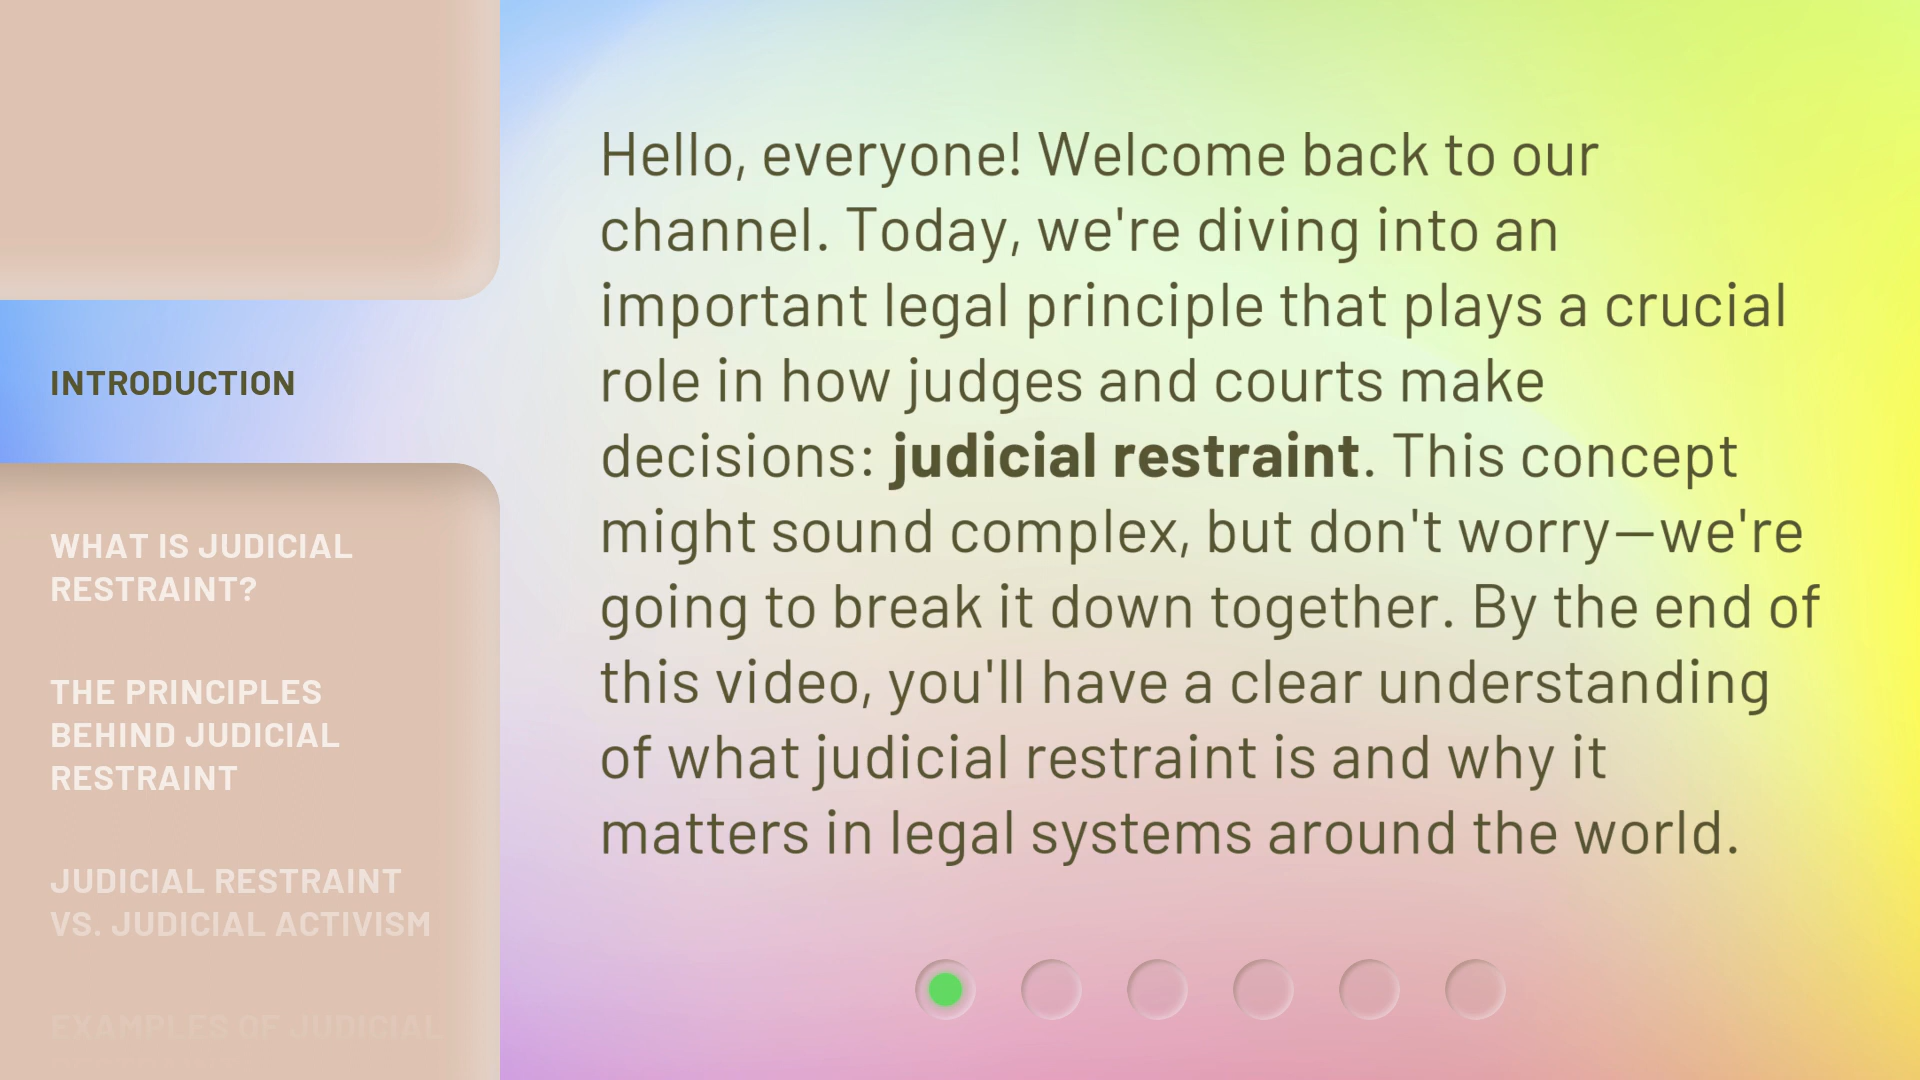 INTRODUCTION
WHAT IS JUDICIAL
RESTRAINT?
THE PRINCIPLES
BEHIND JUDICIAL
RESTRAINT
JUDICIAL RESTRAINT
VS. JUDICIAL ACTIVISM
EXAMPLES OF JUDICIAL
Hello, everyone! Welcome back to our
channel. Today, we're diving into an
important legal principle that plays a crucial
role in how judges and courts make
decisions: judicial restraint. This concept
might sound complex, but don't worry—we're
going to break it down together. By the end of
this video, you'll have a clear understanding
of what judicial restraint is and why it
matters in legal systems around the world.